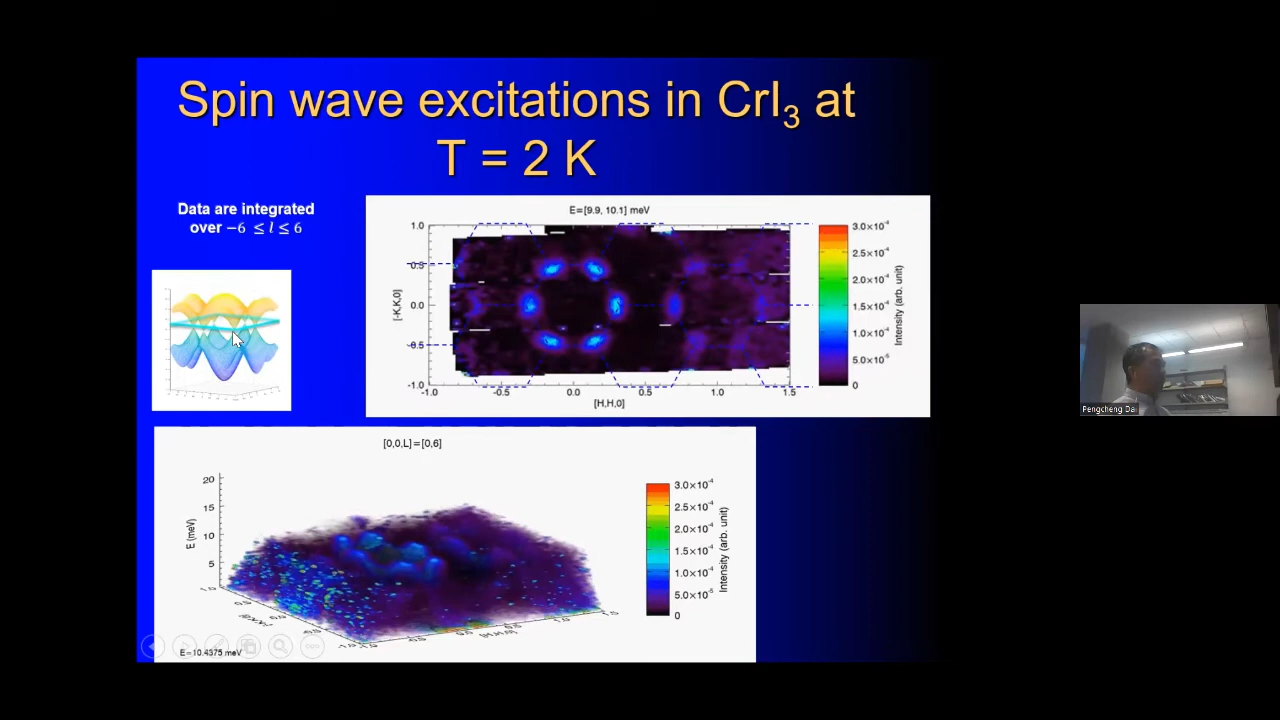 Spin wave excitations in CrI₃ at
T = 2 K
Data are integrated
over −6 ≤ l ≤ 6
E=[9.9, 10.1] meV
1.0
0.5
0.0
0.5
-1.0
[-K,K,0]
-1.0 -0.5 0.0 0.5 1.0 1.5
[H,H,0]
3.0×10⁻⁴
2.5×10⁻⁴
2.0×10⁻⁴
1.5×10⁻⁴
1.0×10⁻⁴
5.0×10⁻⁵
0
Intensity (arb. unit)
Pengcheng Dai
[0,0,L]=[0,6]
20
15
10
5
E (meV)
[H,H,0]
3.0×10⁻⁴
2.5×10⁻⁴
2.0×10⁻⁴
1.5×10⁻⁴
1.0×10⁻⁴
5.0×10⁻⁵
0
Intensity (arb. unit)
E=10.4375 meV